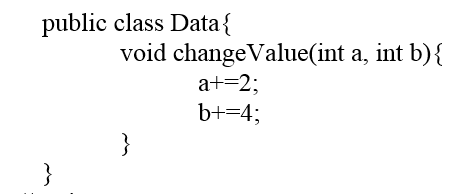 public class Data{
void changeValue(int a, int b){
a+=2;
b+=4;
}
}